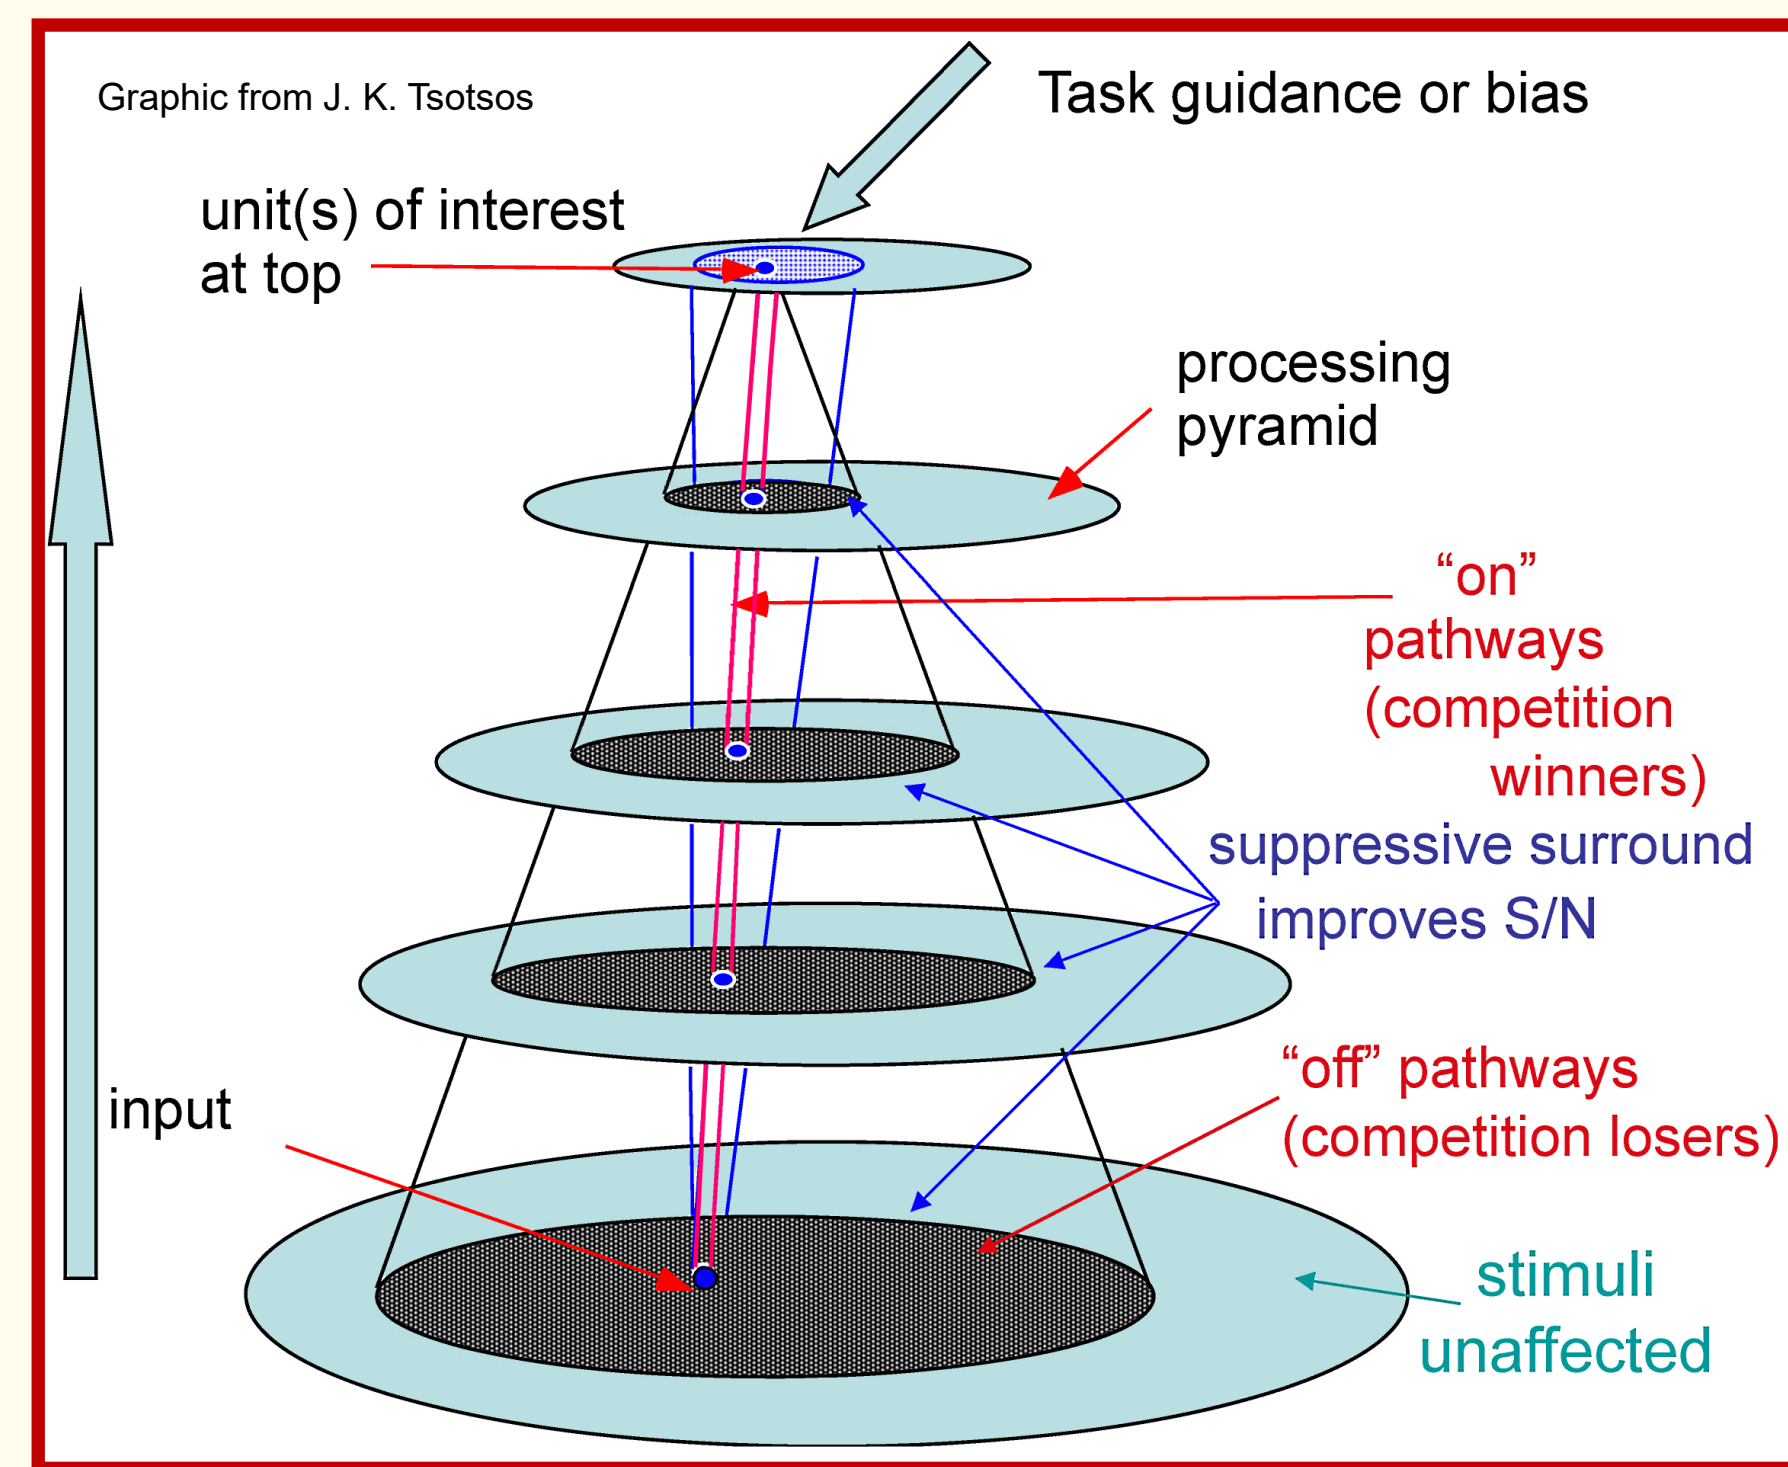 Graphic from J. K. Tsotsos
Task guidance or bias
unit(s) of interest
at top
processing
pyramid
“on”
pathways
(competition
winners)
suppressive surround
improves S/N
“off” pathways
(competition losers)
input
stimuli
unaffected